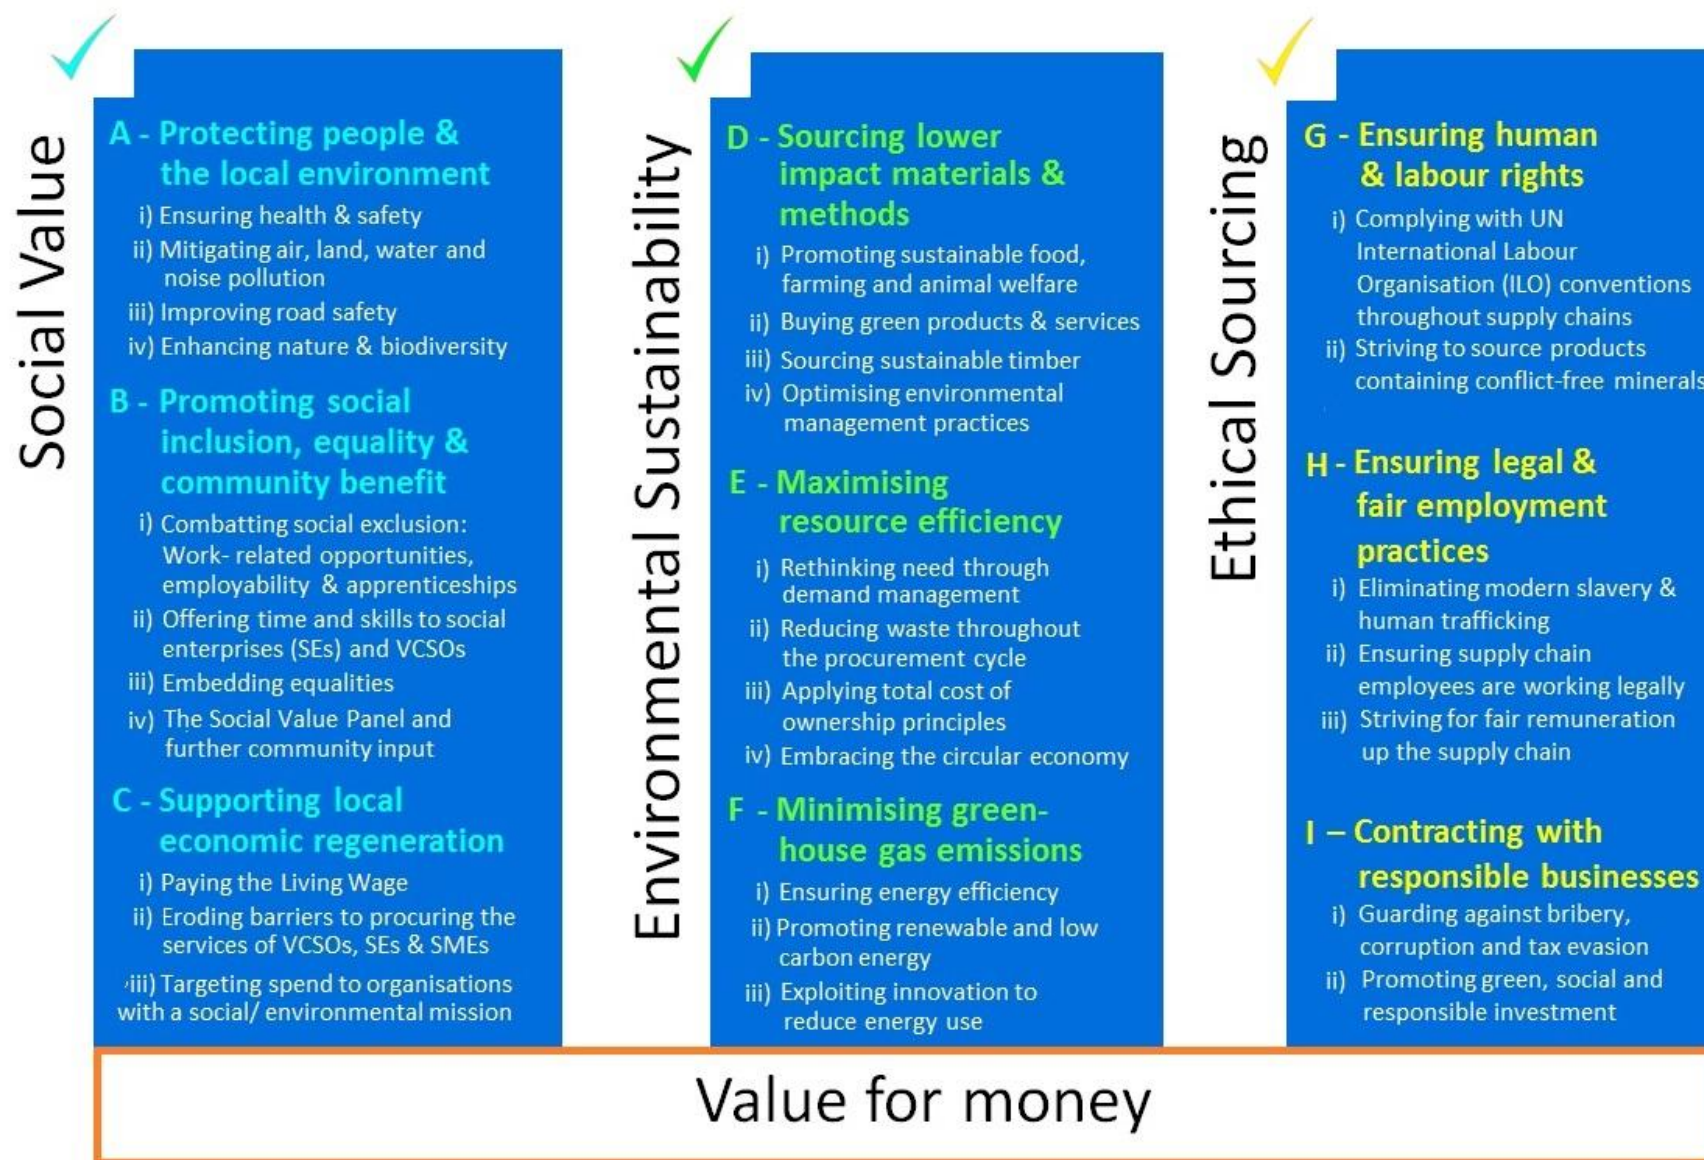 Social Value
A - Protecting people &
the local environment
i) Ensuring health & safety
ii) Mitigating air, land, water and
noise pollution
iii) Improving road safety
iv) Enhancing nature & biodiversity
B - Promoting social
inclusion, equality &
community benefit
i) Combatting social exclusion:
Work- related opportunities,
employability & apprenticeships
ii) Offering time and skills to social
enterprises (SEs) and VCSOs
iii) Embedding equalities
iv) The Social Value Panel and
further community input
C - Supporting local
economic regeneration
i) Paying the Living Wage
ii) Eroding barriers to procuring the
services of VCSOs, SEs & SMEs
iii) Targeting spend to organisations
with a social/ environmental mission
Environmental Sustainability
D - Sourcing lower
impact materials &
methods
i) Promoting sustainable food,
farming and animal welfare
ii) Buying green products & services
iii) Sourcing sustainable timber
iv) Optimising environmental
management practices
E - Maximising
resource efficiency
i) Rethinking need through
demand management
ii) Reducing waste throughout
the procurement cycle
iii) Applying total cost of
ownership principles
iv) Embracing the circular economy
F - Minimising green-
house gas emissions
i) Ensuring energy efficiency
ii) Promoting renewable and low
carbon energy
iii) Exploiting innovation to
reduce energy use
Ethical Sourcing
G - Ensuring human
& labour rights
i) Complying with UN
International Labour
Organisation (ILO) conventions
throughout supply chains
ii) Striving to source products
containing conflict-free minerals
H - Ensuring legal &
fair employment
practices
i) Eliminating modern slavery &
human trafficking
ii) Ensuring supply chain
employees are working legally
iii) Striving for fair remuneration
up the supply chain
I – Contracting with
responsible businesses
i) Guarding against bribery,
corruption and tax evasion
ii) Promoting green, social and
responsible investment
Value for money